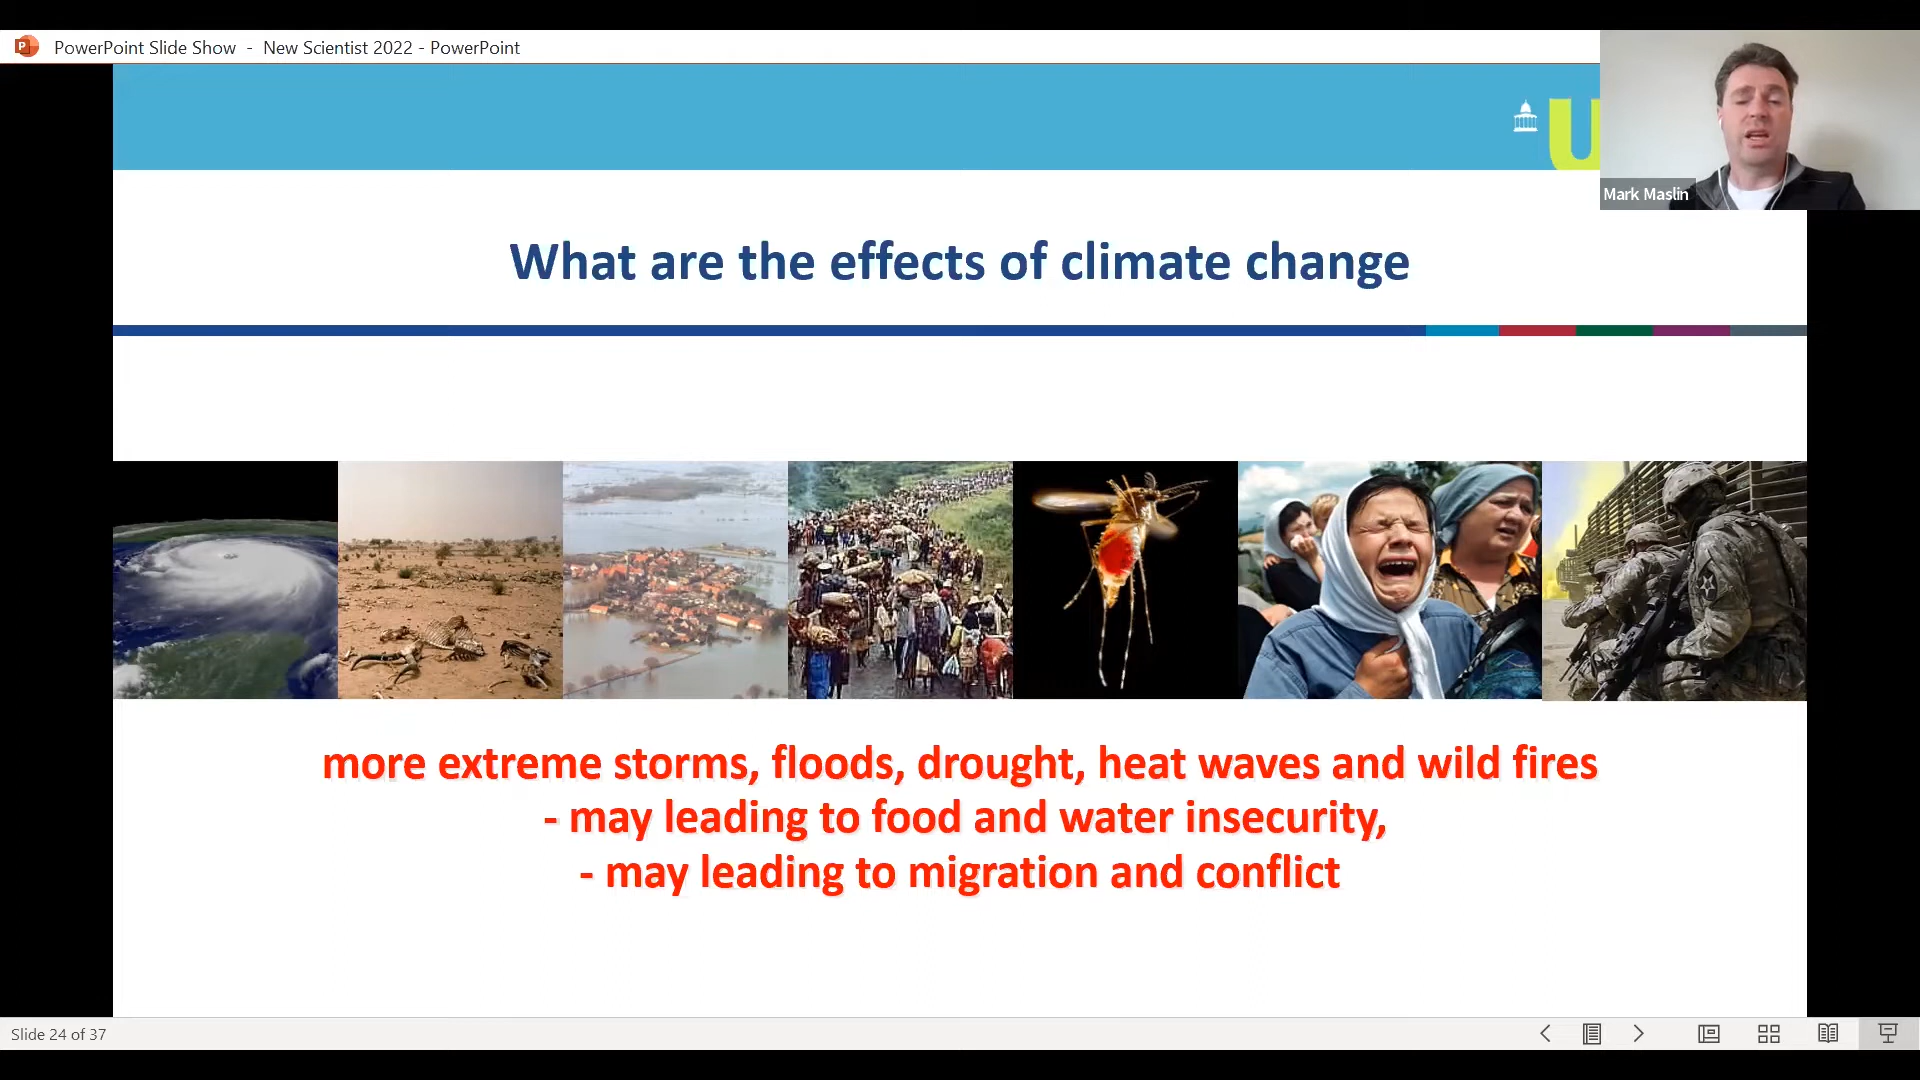 PowerPoint Slide Show - New Scientist 2022 - PowerPoint
U
Mark Maslin
What are the effects of climate change
more extreme storms, floods, drought, heat waves and wild fires
- may leading to food and water insecurity,
- may leading to migration and conflict
Slide 24 of 37